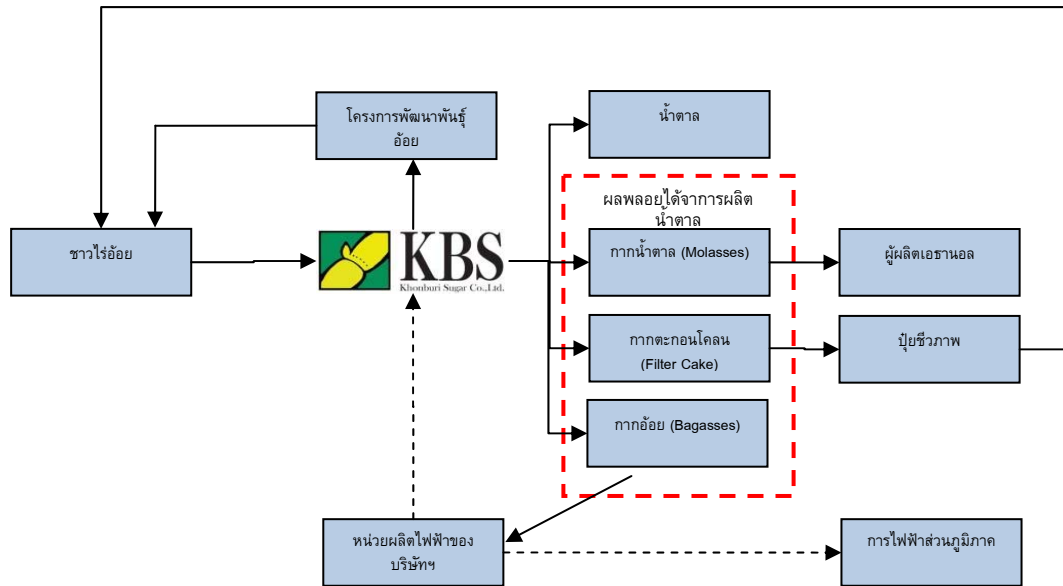 โครงการพัฒนาพันธุ์
อ้อย
น้ำตาล
ผลพลอยได้จาการผลิต
น้ำตาล
ชาวไร่อ้อย
KBS
Khonburi Sugar Co.,Ltd.
กากน้ำตาล (Molasses)
ผู้ผลิตเอธานอล
กากตะกอนโคลน
(Filter Cake)
ปุ๋ยชีวภาพ
กากอ้อย (Bagasses)
หน่วยผลิตไฟฟ้าของ
บริษัทฯ
การไฟฟ้าส่วนภูมิภาค